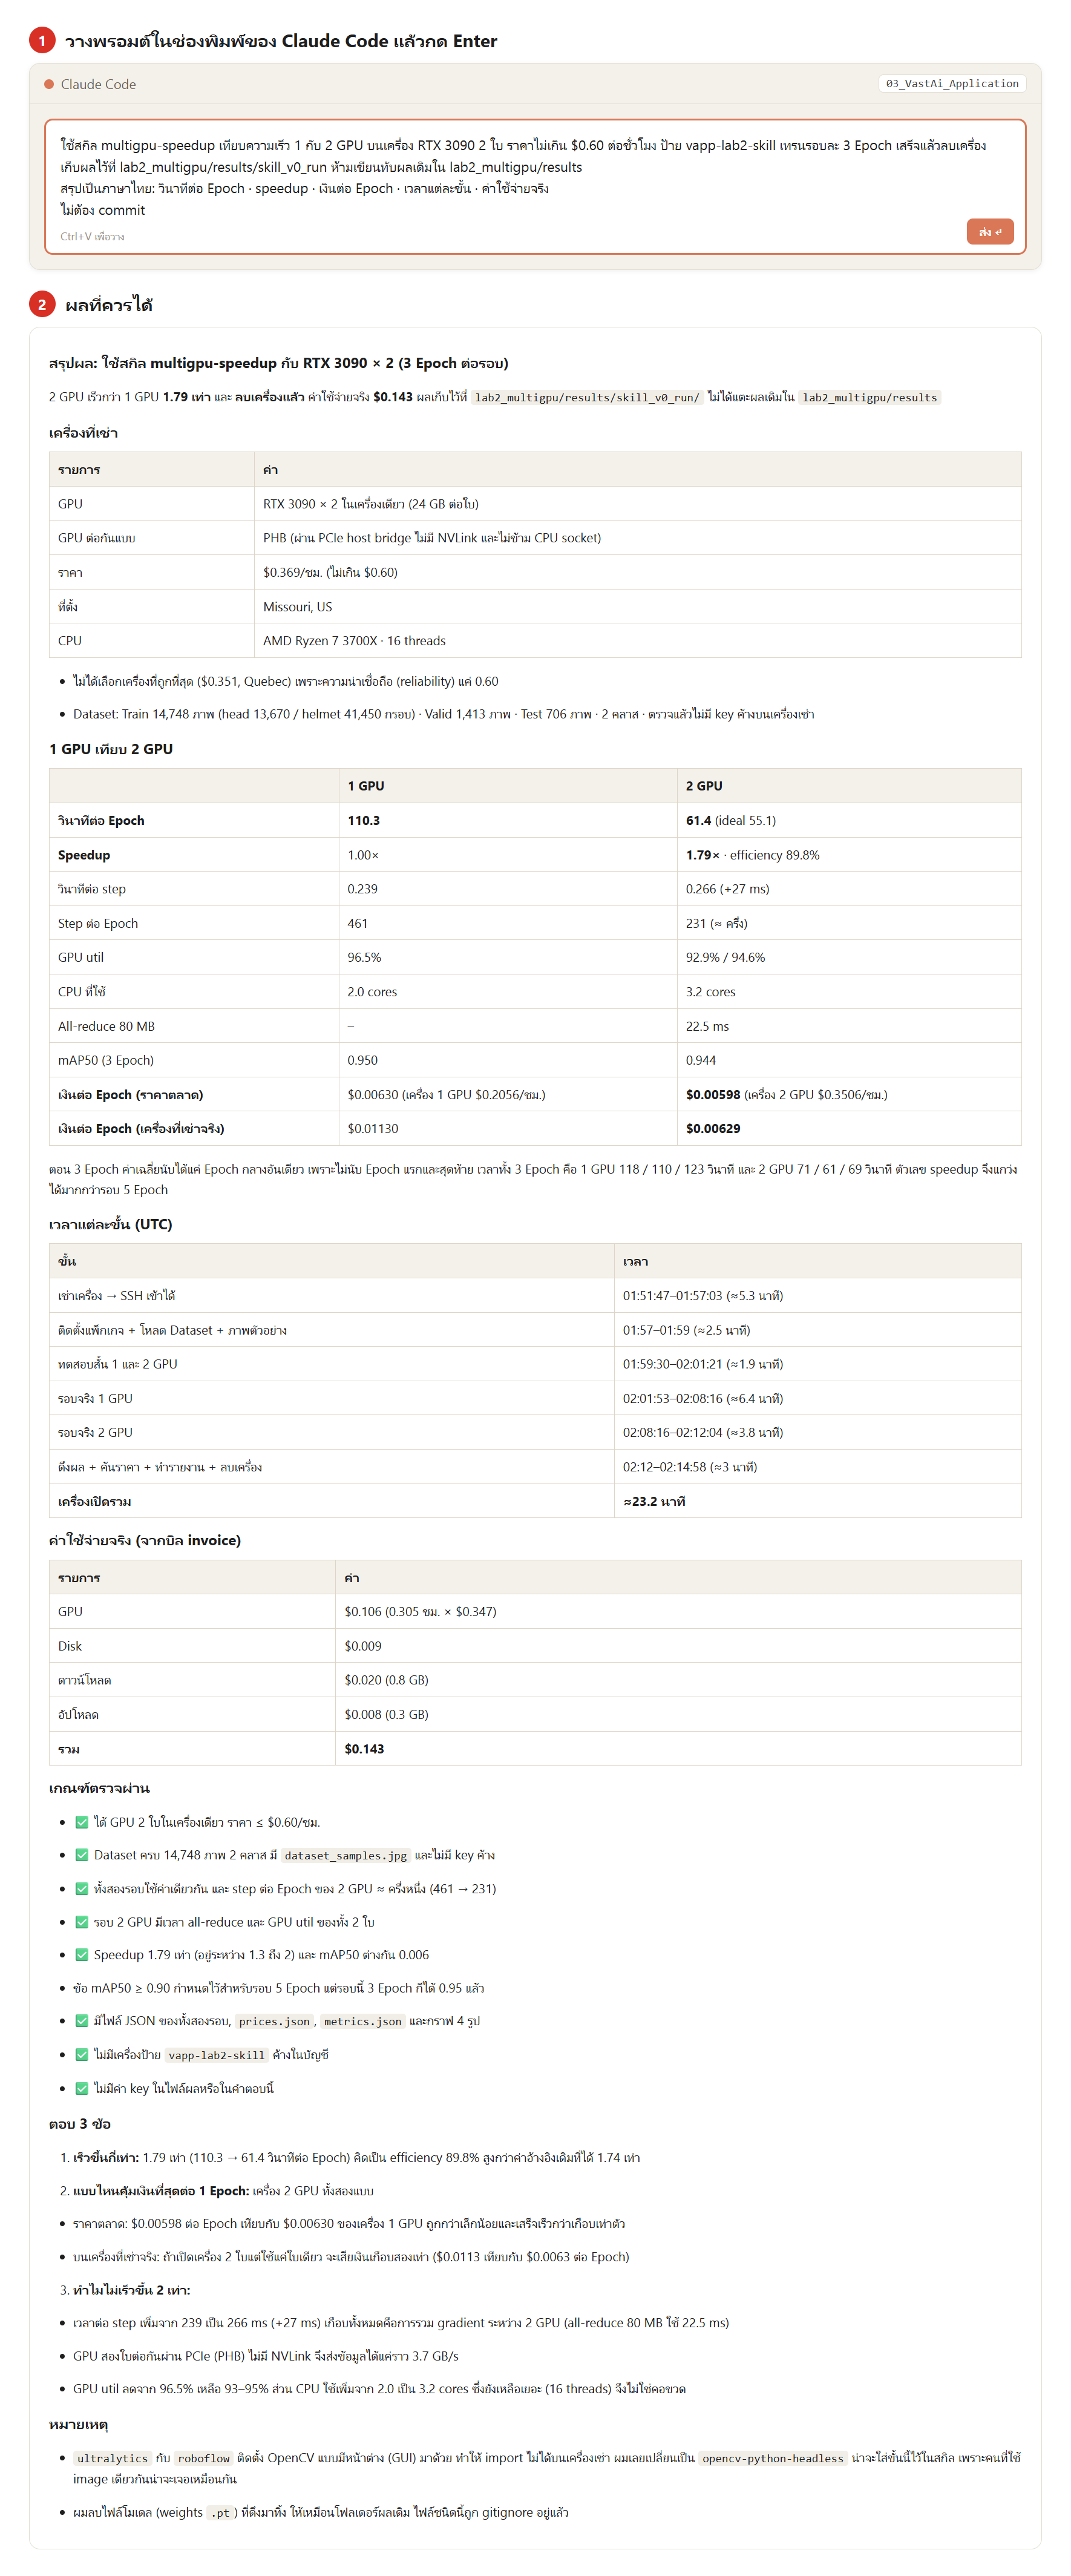 1 วางพรอมต์ในช่องพิมพ์ของ Claude Code แล้วกด Enter
Claude Code
03_VastAi_Application
ใช้สกิล multigpu-speedup เทียบความเร็ว 1 กับ 2 GPU บนเครื่อง RTX 3090 2 ใบ ราคาไม่เกิน $0.60 ต่อชั่วโมง ป้าย vapp-lab2-skill เทรนรอบละ 3 Epoch เสร็จแล้วลบเครื่อง
เก็บผลไว้ที่ lab2_multigpu/results/skill_v0_run ห้ามเขียนทับผลเดิมใน lab2_multigpu/results
สรุปเป็นภาษาไทย: วินาทีต่อ Epoch · speedup · เงินต่อ Epoch · เวลาแต่ละขั้น · ค่าใช้จ่ายจริง
ไม่ต้อง commit
Ctrl+V เพื่อวาง
ส่ง ↵
2 ผลที่ควรได้
สรุปผล: ใช้สกิล multigpu-speedup กับ RTX 3090 × 2 (3 Epoch ต่อรอบ)
2 GPU เร็วกว่า 1 GPU 1.79 เท่า และ ลบเครื่องแล้ว ค่าใช้จ่ายจริง $0.143 ผลเก็บไว้ที่ lab2_multigpu/results/skill_v0_run/ ไม่ได้แตะผลเดิมใน lab2_multigpu/results
เครื่องที่เช่า
รายการ ค่า
GPU RTX 3090 × 2 ในเครื่องเดียว (24 GB ต่อใบ)
GPU ต่อกันแบบ PHB (ผ่าน PCIe host bridge ไม่มี NVLink และไม่ข้าม CPU socket)
ราคา $0.369/ชม. (ไม่เกิน $0.60)
ที่ตั้ง Missouri, US
CPU AMD Ryzen 7 3700X · 16 threads
• ไม่ได้เลือกเครื่องที่ถูกที่สุด ($0.351, Quebec) เพราะความน่าเชื่อถือ (reliability) แค่ 0.60
• Dataset: Train 14,748 ภาพ (head 13,670 / helmet 41,450 กรอบ) · Valid 1,413 ภาพ · Test 706 ภาพ · 2 คลาส · ตรวจแล้วไม่มี key ค้างบนเครื่องเช่า
1 GPU เทียบ 2 GPU
1 GPU 2 GPU
วินาทีต่อ Epoch 110.3 61.4 (ideal 55.1)
Speedup 1.00× 1.79× · efficiency 89.8%
วินาทีต่อ step 0.239 0.266 (+27 ms)
Step ต่อ Epoch 461 231 (≈ ครึ่ง)
GPU util 96.5% 92.9% / 94.6%
CPU ที่ใช้ 2.0 cores 3.2 cores
All-reduce 80 MB – 22.5 ms
mAP50 (3 Epoch) 0.950 0.944
เงินต่อ Epoch (ราคาตลาด) $0.00630 (เครื่อง 1 GPU $0.2056/ชม.) $0.00598 (เครื่อง 2 GPU $0.3506/ชม.)
เงินต่อ Epoch (เครื่องที่เช่าจริง) $0.01130 $0.00629
ตอน 3 Epoch ค่าเฉลี่ยนับได้แค่ Epoch กลางอันเดียว เพราะไม่นับ Epoch แรกและสุดท้าย เวลาทั้ง 3 Epoch คือ 1 GPU 118 / 110 / 123 วินาที และ 2 GPU 71 / 61 / 69 วินาที ตัวเลข speedup จึงแกว่ง
ได้มากกว่ารอบ 5 Epoch
เวลาแต่ละขั้น (UTC)
ขั้น เวลา
เช่าเครื่อง → SSH เข้าได้ 01:51:47–01:57:03 (≈5.3 นาที)
ติดตั้งแพ็กเกจ + โหลด Dataset + ภาพตัวอย่าง 01:57–01:59 (≈2.5 นาที)
ทดสอบสั้น 1 และ 2 GPU 01:59:30–02:01:21 (≈1.9 นาที)
รอบจริง 1 GPU 02:01:53–02:08:16 (≈6.4 นาที)
รอบจริง 2 GPU 02:08:16–02:12:04 (≈3.8 นาที)
ดึงผล + ค้นราคา + ทำรายงาน + ลบเครื่อง 02:12–02:14:58 (≈3 นาที)
เครื่องเปิดรวม ≈23.2 นาที
ค่าใช้จ่ายจริง (จากบิล invoice)
รายการ ค่า
GPU $0.106 (0.305 ชม. × $0.347)
Disk $0.009
ดาวน์โหลด $0.020 (0.8 GB)
อัปโหลด $0.008 (0.3 GB)
รวม $0.143
เกณฑ์ตรวจผ่าน
• ✅ ได้ GPU 2 ใบในเครื่องเดียว ราคา ≤ $0.60/ชม.
• ✅ Dataset ครบ 14,748 ภาพ 2 คลาส มี dataset_samples.jpg และไม่มี key ค้าง
• ✅ ทั้งสองรอบใช้ค่าเดียวกัน และ step ต่อ Epoch ของ 2 GPU ≈ ครึ่งหนึ่ง (461 → 231)
• ✅ รอบ 2 GPU มีเวลา all-reduce และ GPU util ของทั้ง 2 ใบ
• ✅ Speedup 1.79 เท่า (อยู่ระหว่าง 1.3 ถึง 2) และ mAP50 ต่างกัน 0.006
• ข้อ mAP50 ≥ 0.90 กำหนดไว้สำหรับรอบ 5 Epoch แต่รอบนี้ 3 Epoch ก็ได้ 0.95 แล้ว
• ✅ มีไฟล์ JSON ของทั้งสองรอบ, prices.json, metrics.json และกราฟ 4 รูป
• ✅ ไม่มีเครื่องป้าย vapp-lab2-skill ค้างในบัญชี
• ✅ ไม่มีค่า key ในไฟล์ผลหรือในคำตอบนี้
ตอบ 3 ข้อ
1. เร็วขึ้นกี่เท่า: 1.79 เท่า (110.3 → 61.4 วินาทีต่อ Epoch) คิดเป็น efficiency 89.8% สูงกว่าค่าอ้างอิงเดิมที่ได้ 1.74 เท่า
2. แบบไหนคุ้มเงินที่สุดต่อ 1 Epoch: เครื่อง 2 GPU ทั้งสองแบบ
• ราคาตลาด: $0.00598 ต่อ Epoch เทียบกับ $0.00630 ของเครื่อง 1 GPU ถูกกว่าเล็กน้อยและเสร็จเร็วกว่าเกือบเท่าตัว
• บนเครื่องที่เช่าจริง: ถ้าเปิดเครื่อง 2 ใบแต่ใช้แค่ใบเดียว จะเสียเงินเกือบสองเท่า ($0.0113 เทียบกับ $0.0063 ต่อ Epoch)
3. ทำไมไม่เร็วขึ้น 2 เท่า:
• เวลาต่อ step เพิ่มจาก 239 เป็น 266 ms (+27 ms) เกือบทั้งหมดคือการรวม gradient ระหว่าง 2 GPU (all-reduce 80 MB ใช้ 22.5 ms)
• GPU สองใบต่อกันผ่าน PCIe (PHB) ไม่มี NVLink จึงส่งข้อมูลได้แค่ราว 3.7 GB/s
• GPU util ลดจาก 96.5% เหลือ 93–95% ส่วน CPU ใช้เพิ่มจาก 2.0 เป็น 3.2 cores ซึ่งยังเหลือเยอะ (16 threads) จึงไม่ใช่คอขวด
หมายเหตุ
• ultralytics กับ roboflow ติดตั้ง OpenCV แบบมีหน้าต่าง (GUI) มาด้วย ทำให้ import ไม่ได้บนเครื่องเช่า ผมเลยเปลี่ยนเป็น opencv-python-headless น่าจะใส่ขั้นนี้ไว้ในสกิล เพราะคนที่ใช้
image เดียวกันน่าจะเจอเหมือนกัน
• ผมลบไฟล์โมเดล (weights .pt) ที่ดึงมาทิ้ง ให้เหมือนโฟลเดอร์ผลเดิม ไฟล์ชนิดนี้ถูก gitignore อยู่แล้ว